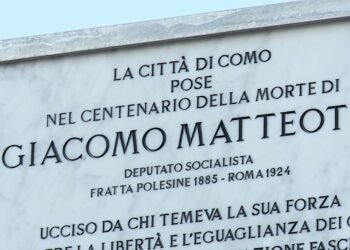 LA CITTÀ DI COMO
POSE
NEL CENTENARIO DELLA MORTE DI
GIACOMO MATTEOT
DEPUTATO SOCIALISTA
FRATTA POLESINE 1885 - ROMA 1924
UCCISO DA CHI TEMEVA LA SUA FORZA
LA LIBERTÀ E L'EGUAGLIANZA DEI